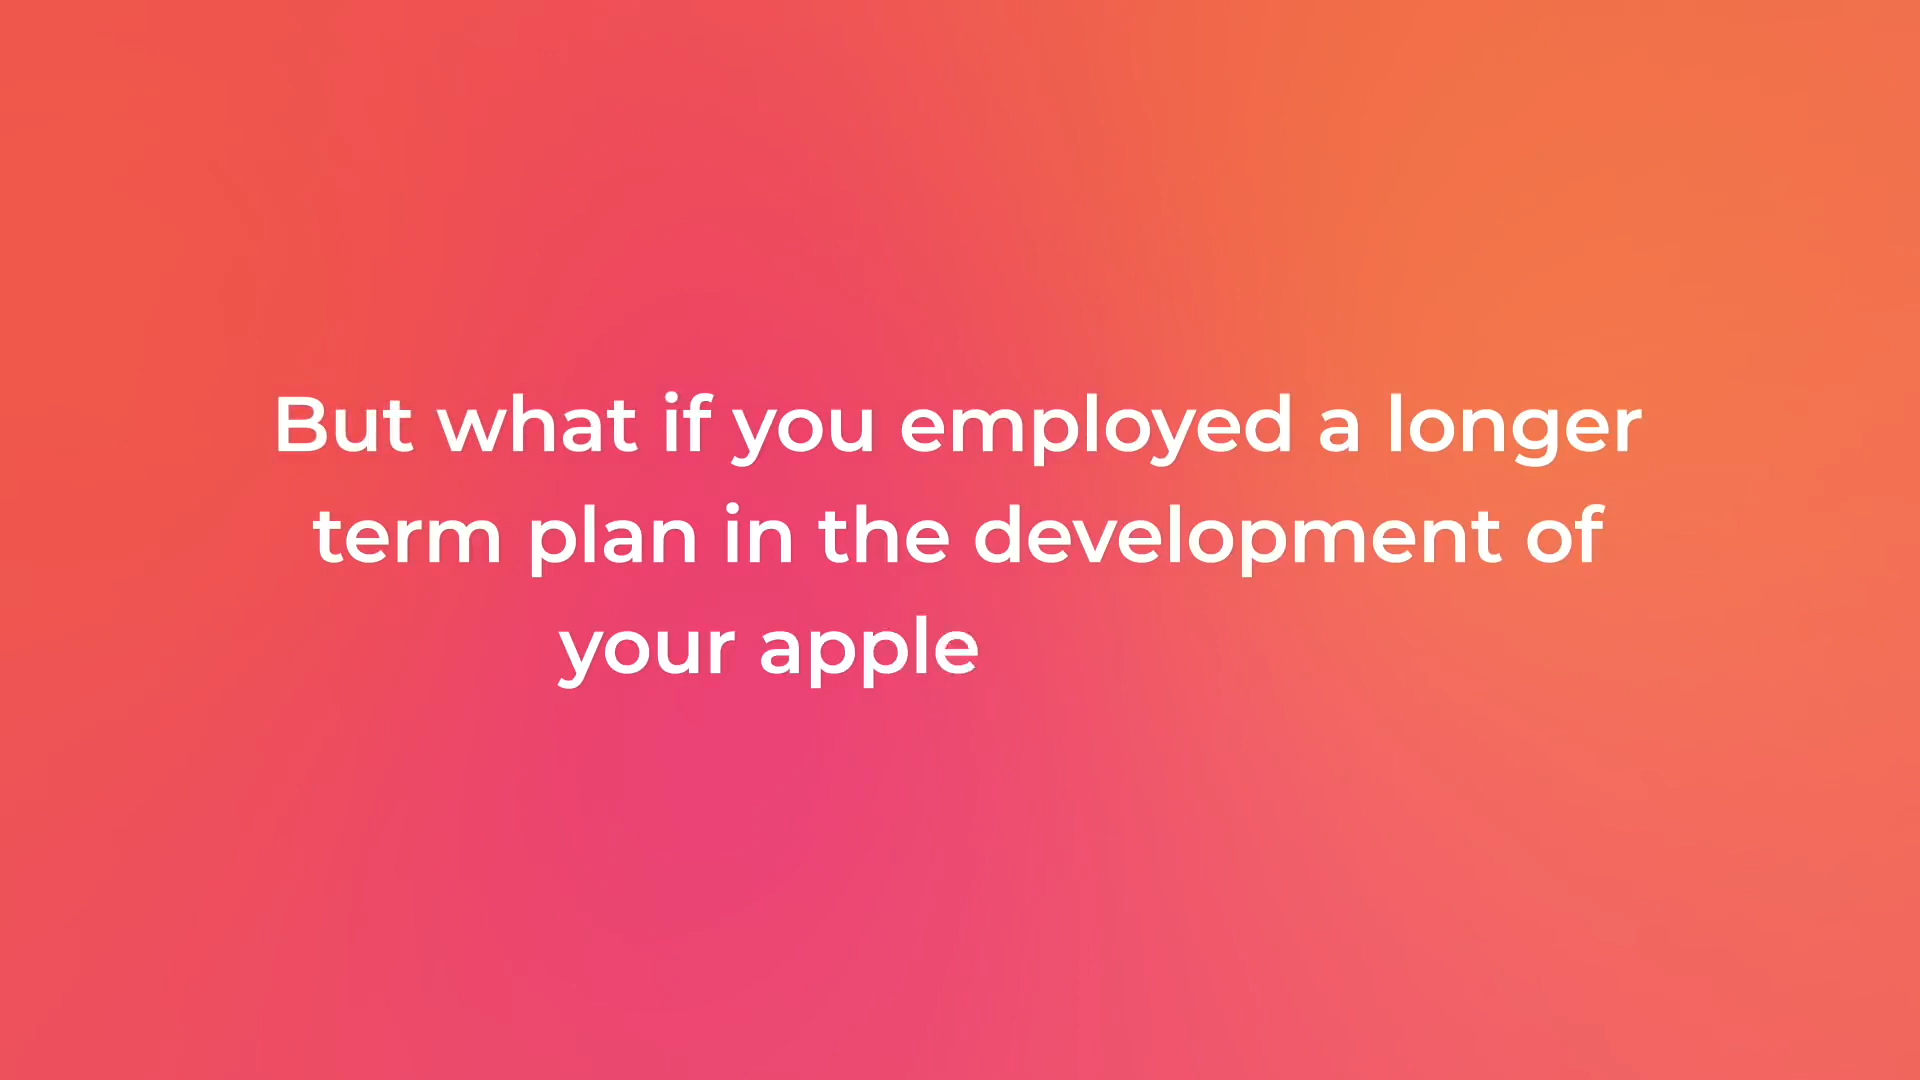 But what if you employed a longer
term plan in the development of
your apple